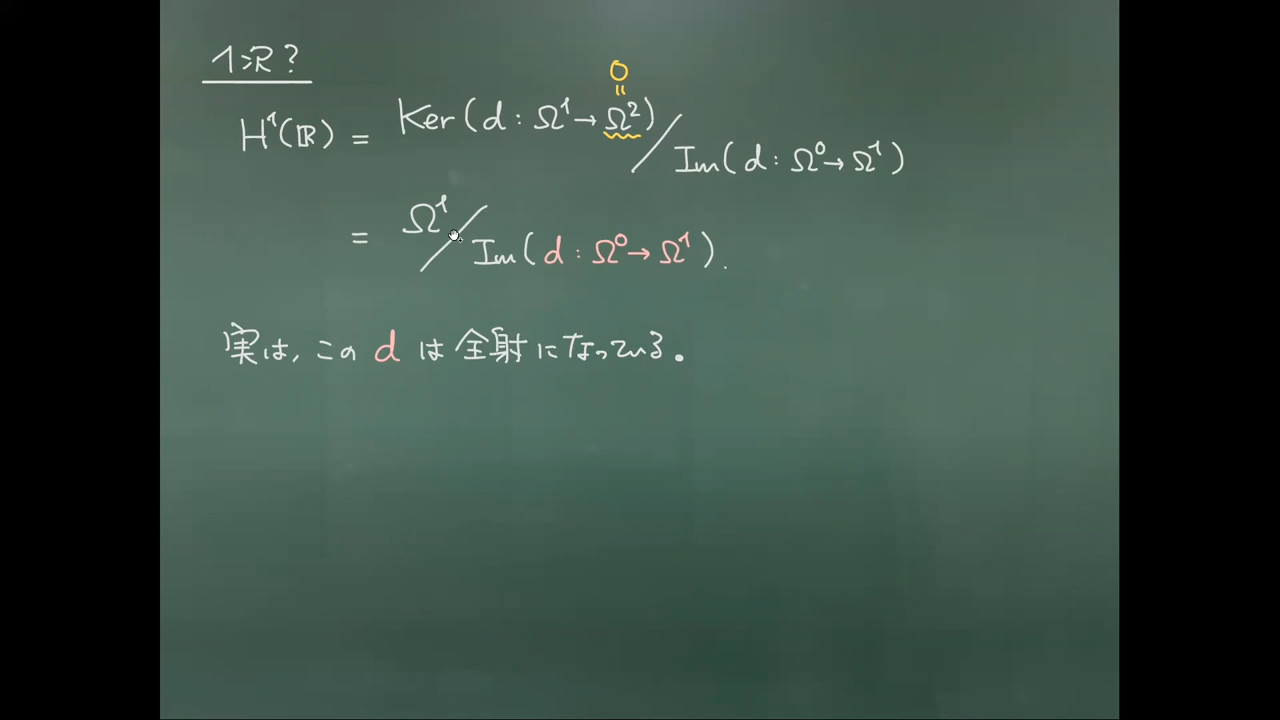 1次?
0
H¹(ℝ) = Ker(d : Ω¹ → Ω²) / Im(d : Ω⁰ → Ω¹)
= Ω¹ / Im(d : Ω⁰ → Ω¹).
実は, この d は 全射になっている。